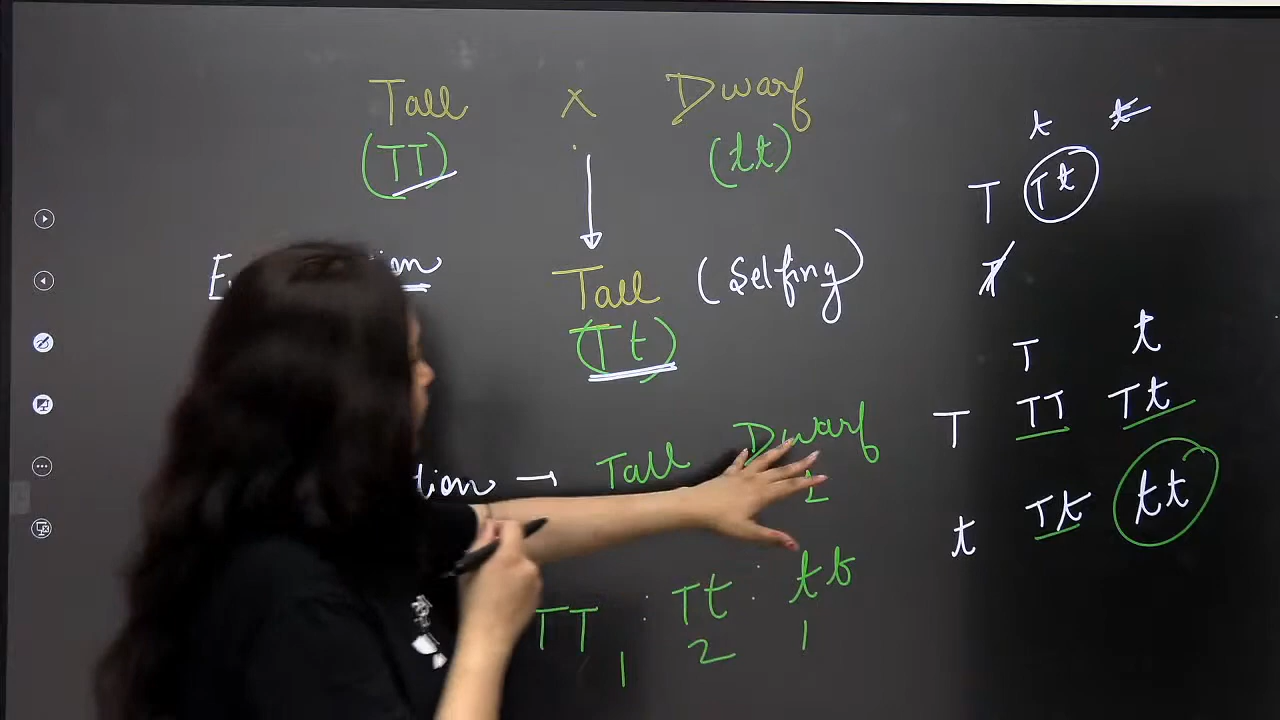 Tall x Dwarf
(TT) (tt)
Tall (Selfing)
(Tt)
→ Tall Dwarf
TT : Tt : tt
1 2 1
t t
T Tt
T
T t
T TT Tt
t Tt tt